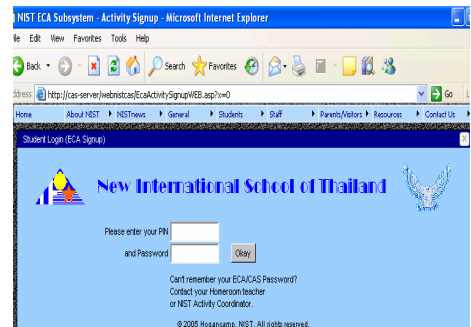 NIST ECA Subsystem - Activity Signup - Microsoft Internet Explorer
File Edit View Favorites Tools Help
Back Search Favorites
Address http://cas-server/webnistcas/EcaActivitySignupWEB.asp?x=0 Go
Home About NIST NISTnews General Students Staff Parents/Visitors Resources Contact Us
Student Login (ECA Signup)
New International School of Thailand
Please enter your PIN
and Password Okay
Can't remember your ECA/CAS Password?
Contact your Homeroom teacher
or NIST Activity Coordinator.
© 2005 Hogancamp, NIST. All rights reserved.